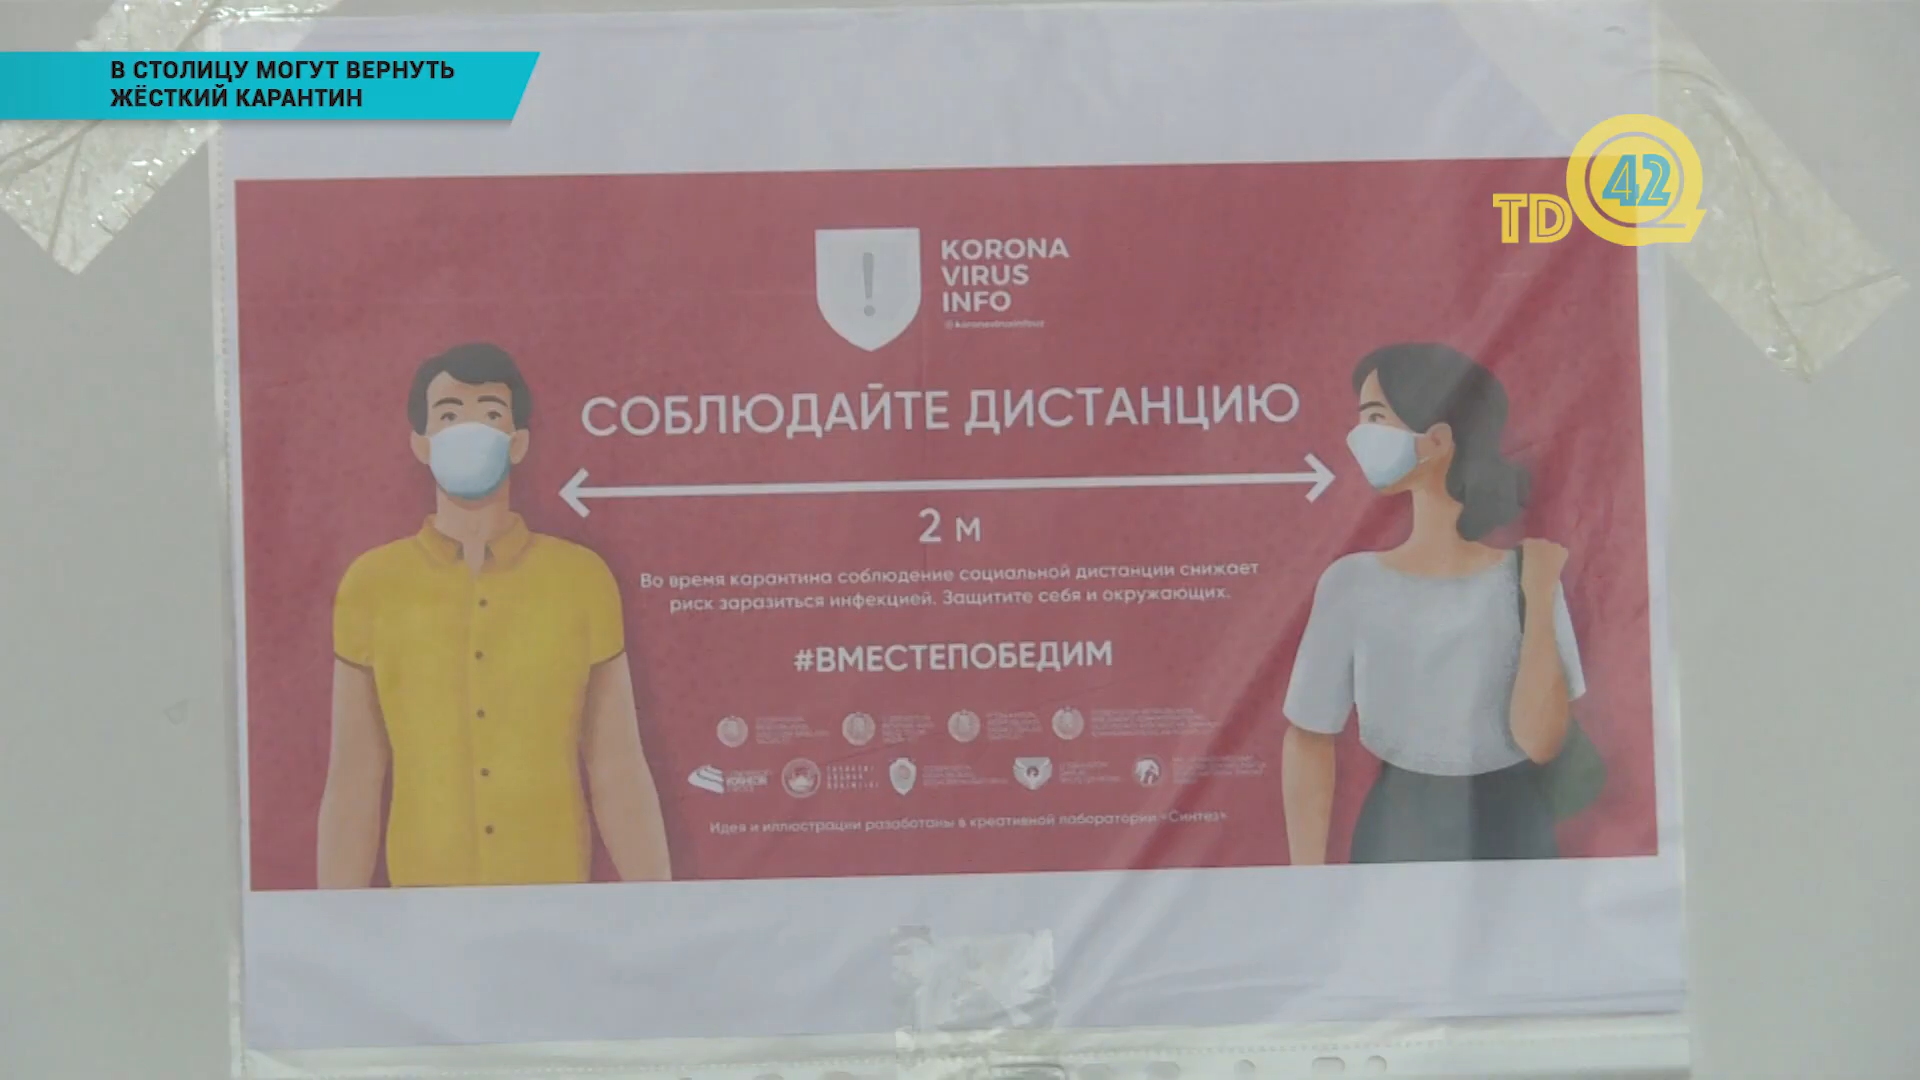 В СТОЛИЦУ МОГУТ ВЕРНУТЬ
ЖЁСТКИЙ КАРАНТИН
TD 42
KORONA
VIRUS
INFO
СОБЛЮДАЙТЕ ДИСТАНЦИЮ
2 м
Во время карантина соблюдение социальной дистанции снижает
риск заразиться инфекцией. Защитите себя и окружающих.
#ВМЕСТЕПОБЕДИМ
Идея и иллюстрации разаботаны в креативной лаборатории «Синтез»